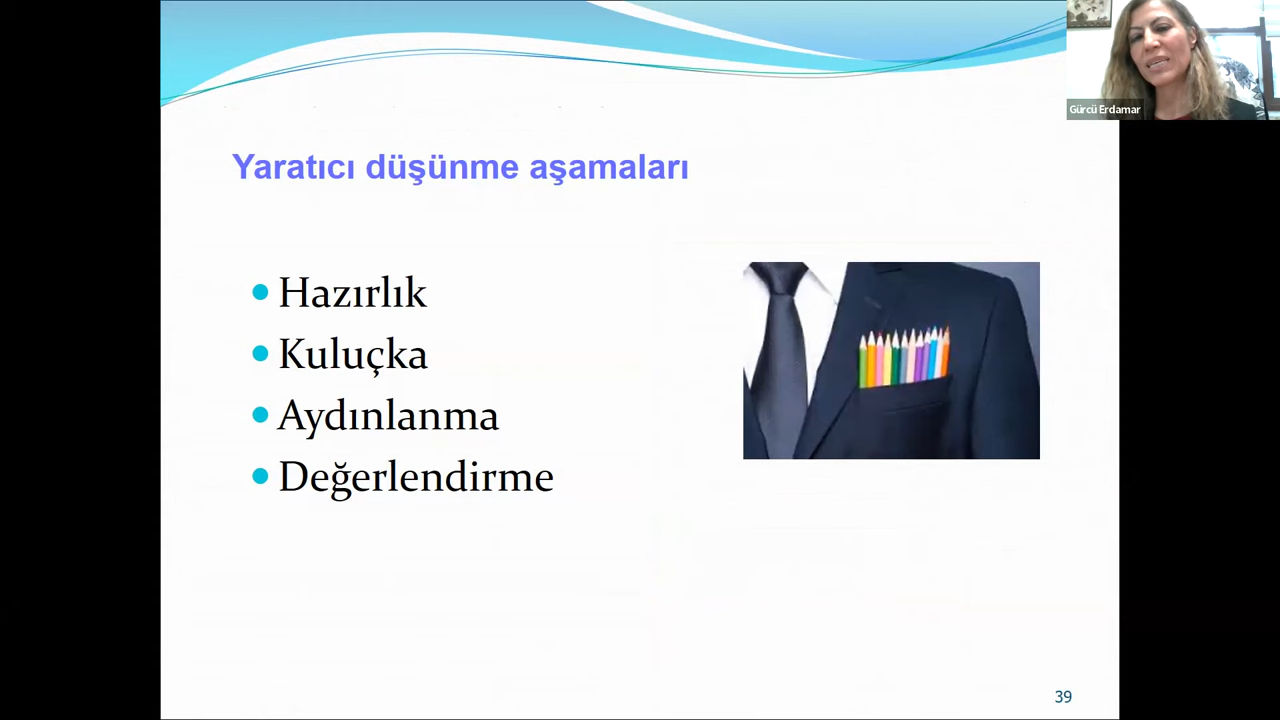 Gürcü Erdamar
Yaratıcı düşünme aşamaları
Hazırlık
Kuluçka
Aydınlanma
Değerlendirme
39